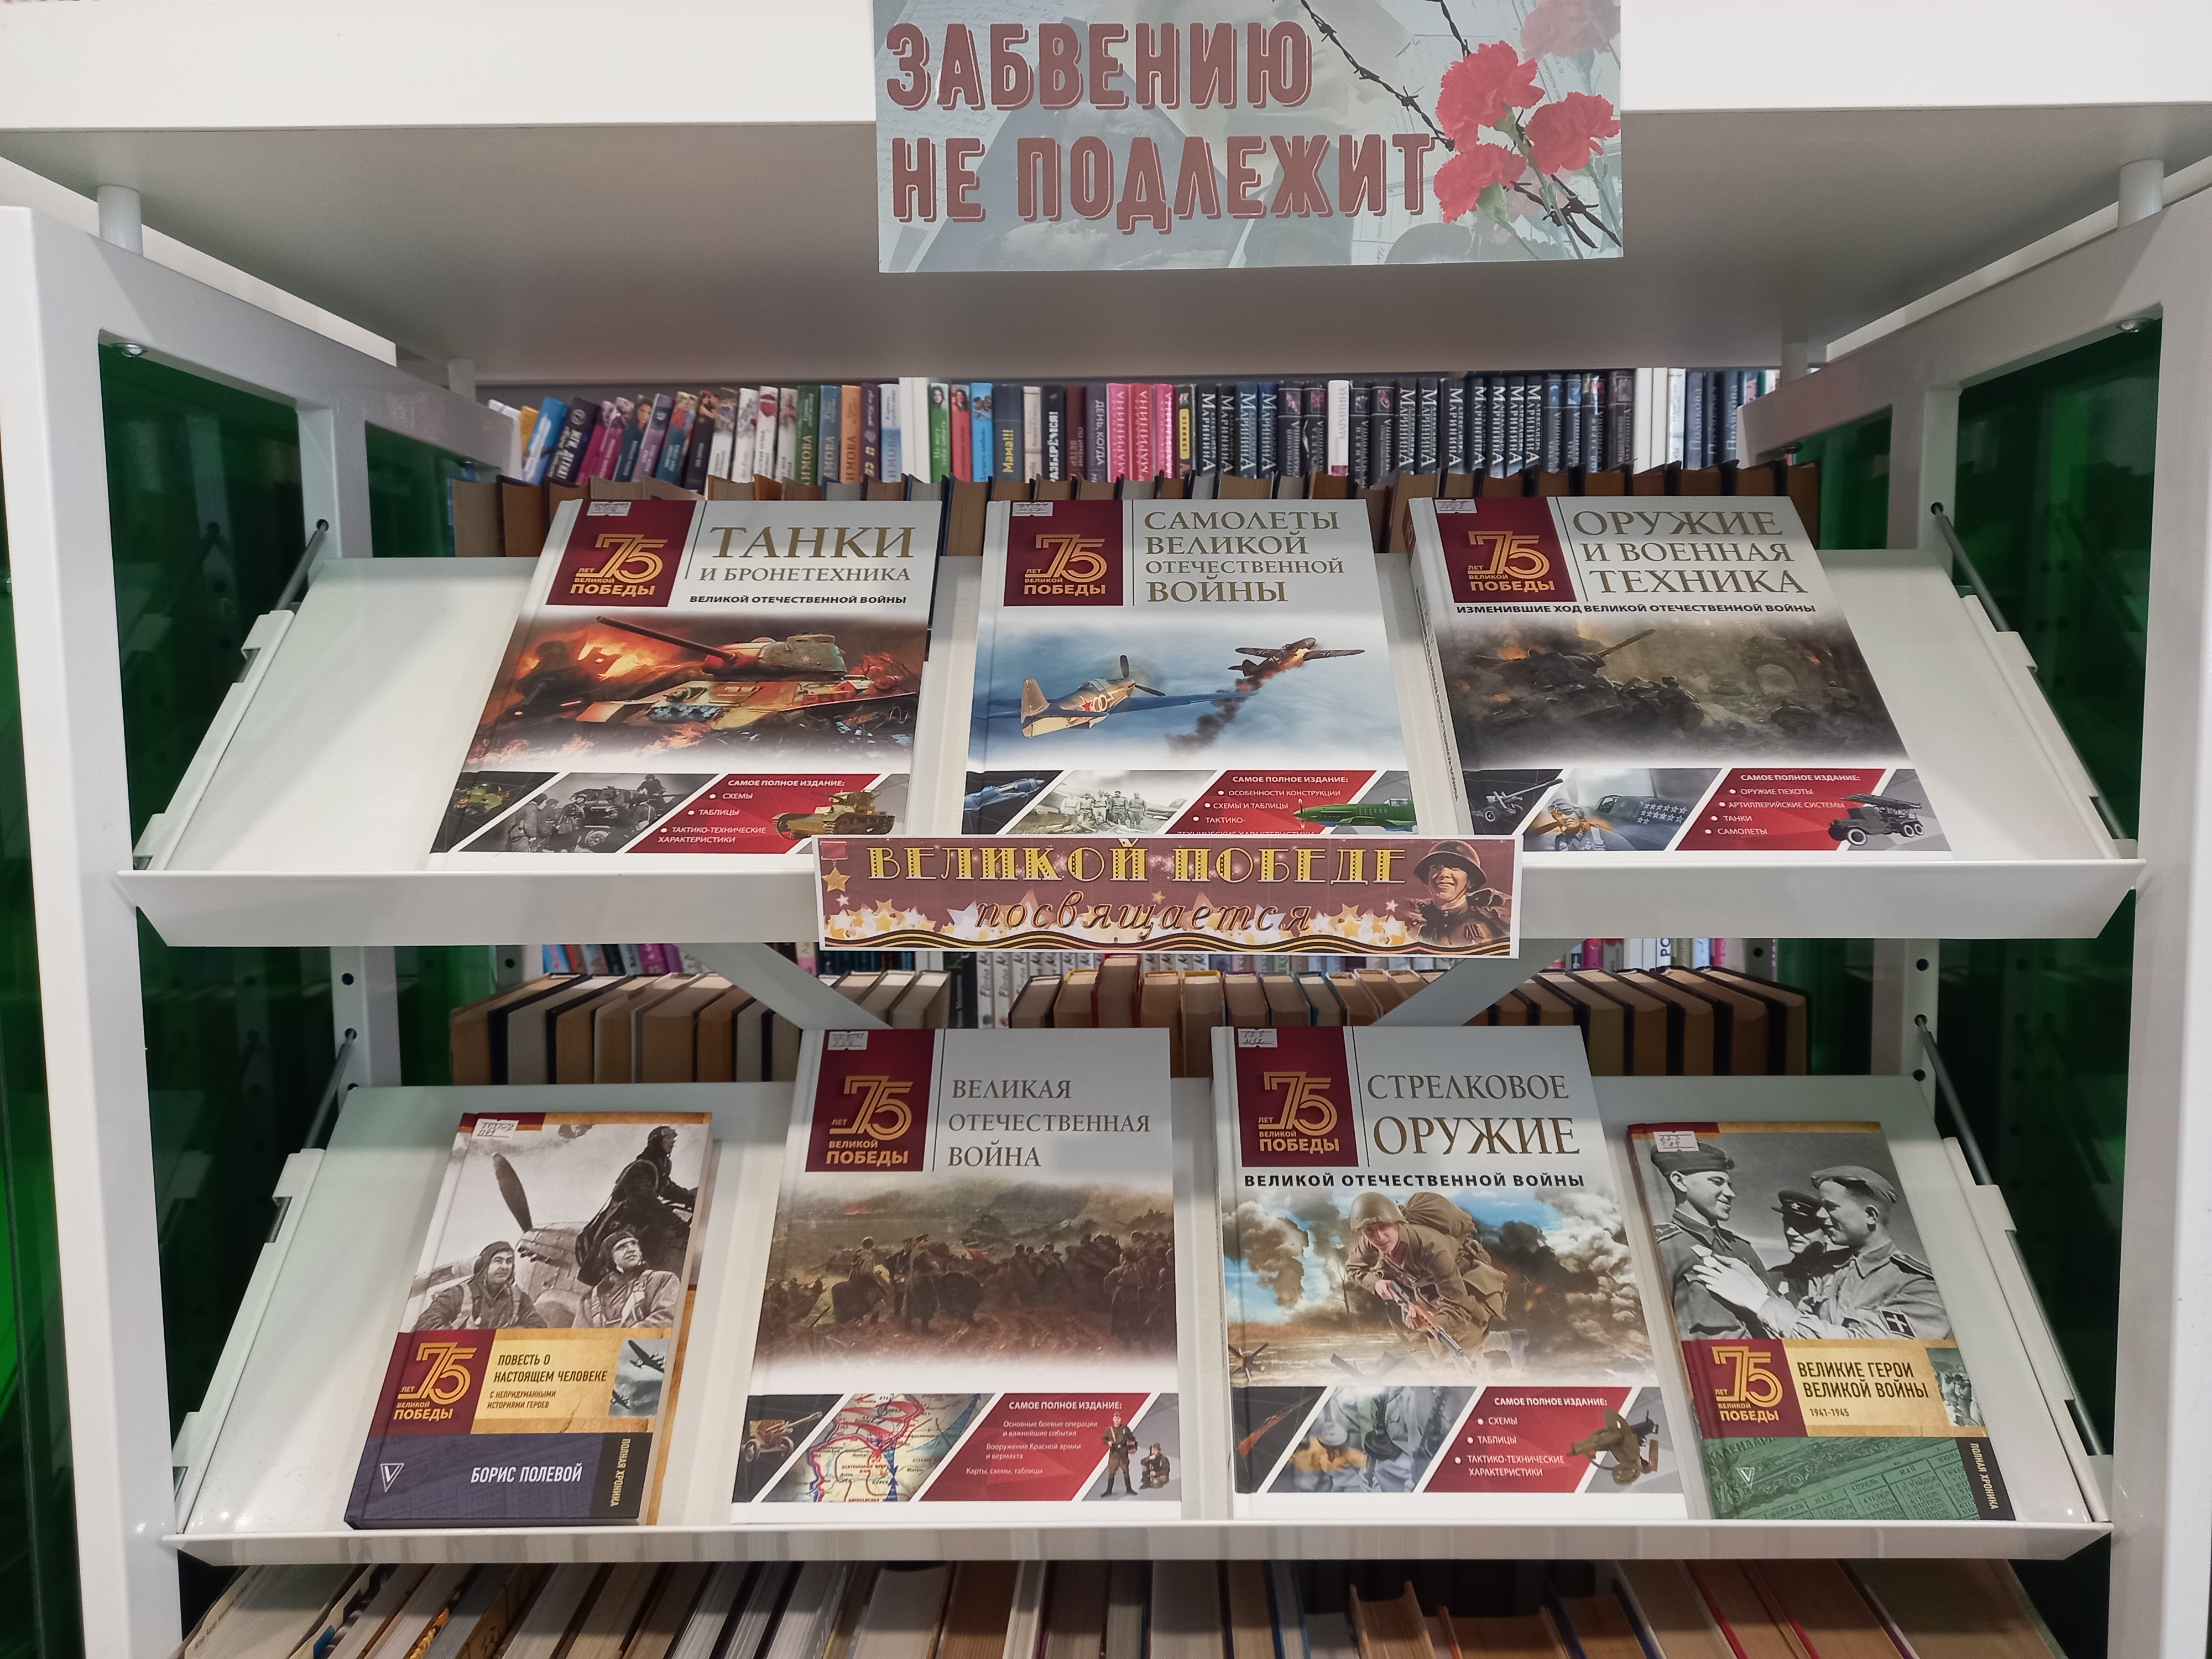 ЗАБВЕНИЮ
НЕ ПОДЛЕЖИТ
75
ЛЕТ
ВЕЛИКОЙ
ПОБЕДЫ
ТАНКИ
И БРОНЕТЕХНИКА
ВЕЛИКОЙ ОТЕЧЕСТВЕННОЙ ВОЙНЫ
САМОЕ ПОЛНОЕ ИЗДАНИЕ:
СХЕМЫ
ТАБЛИЦЫ
ТАКТИКО-ТЕХНИЧЕСКИЕ
ХАРАКТЕРИСТИКИ
75
ЛЕТ
ВЕЛИКОЙ
ПОБЕДЫ
САМОЛЕТЫ
ВЕЛИКОЙ
ОТЕЧЕСТВЕННОЙ
ВОЙНЫ
САМОЕ ПОЛНОЕ ИЗДАНИЕ:
ОСОБЕННОСТИ КОНСТРУКЦИИ
СХЕМЫ И ТАБЛИЦЫ
ТАКТИКО-
75
ЛЕТ
ВЕЛИКОЙ
ПОБЕДЫ
ОРУЖИЕ
И ВОЕННАЯ
ТЕХНИКА
ИЗМЕНИВШИЕ ХОД ВЕЛИКОЙ ОТЕЧЕСТВЕННОЙ ВОЙНЫ
САМОЕ ПОЛНОЕ ИЗДАНИЕ:
ОРУЖИЕ ПЕХОТЫ
АРТИЛЛЕРИЙСКИЕ СИСТЕМЫ
ТАНКИ
САМОЛЕТЫ
ВЕЛИКОЙ ПОБЕДЕ
посвящается
75
ЛЕТ
ВЕЛИКОЙ
ПОБЕДЫ
ПОВЕСТЬ О
НАСТОЯЩЕМ ЧЕЛОВЕКЕ
С НЕПРИДУМАННЫМИ
ИСТОРИЯМИ ГЕРОЕВ
БОРИС ПОЛЕВОЙ
ПОЛНАЯ ХРОНИКА
75
ЛЕТ
ВЕЛИКОЙ
ПОБЕДЫ
ВЕЛИКАЯ
ОТЕЧЕСТВЕННАЯ
ВОЙНА
САМОЕ ПОЛНОЕ ИЗДАНИЕ:
Основные боевые операции
и важнейшие события
Вооружение Красной армии
и вермахта
Карты, схемы, таблицы
75
ЛЕТ
ВЕЛИКОЙ
ПОБЕДЫ
СТРЕЛКОВОЕ
ОРУЖИЕ
ВЕЛИКОЙ ОТЕЧЕСТВЕННОЙ ВОЙНЫ
САМОЕ ПОЛНОЕ ИЗДАНИЕ:
СХЕМЫ
ТАБЛИЦЫ
ТАКТИКО-ТЕХНИЧЕСКИЕ
ХАРАКТЕРИСТИКИ
75
ЛЕТ
ВЕЛИКОЙ
ПОБЕДЫ
ВЕЛИКИЕ ГЕРОИ
ВЕЛИКОЙ ВОЙНЫ
1941-1945
ПОЛНАЯ ХРОНИКА